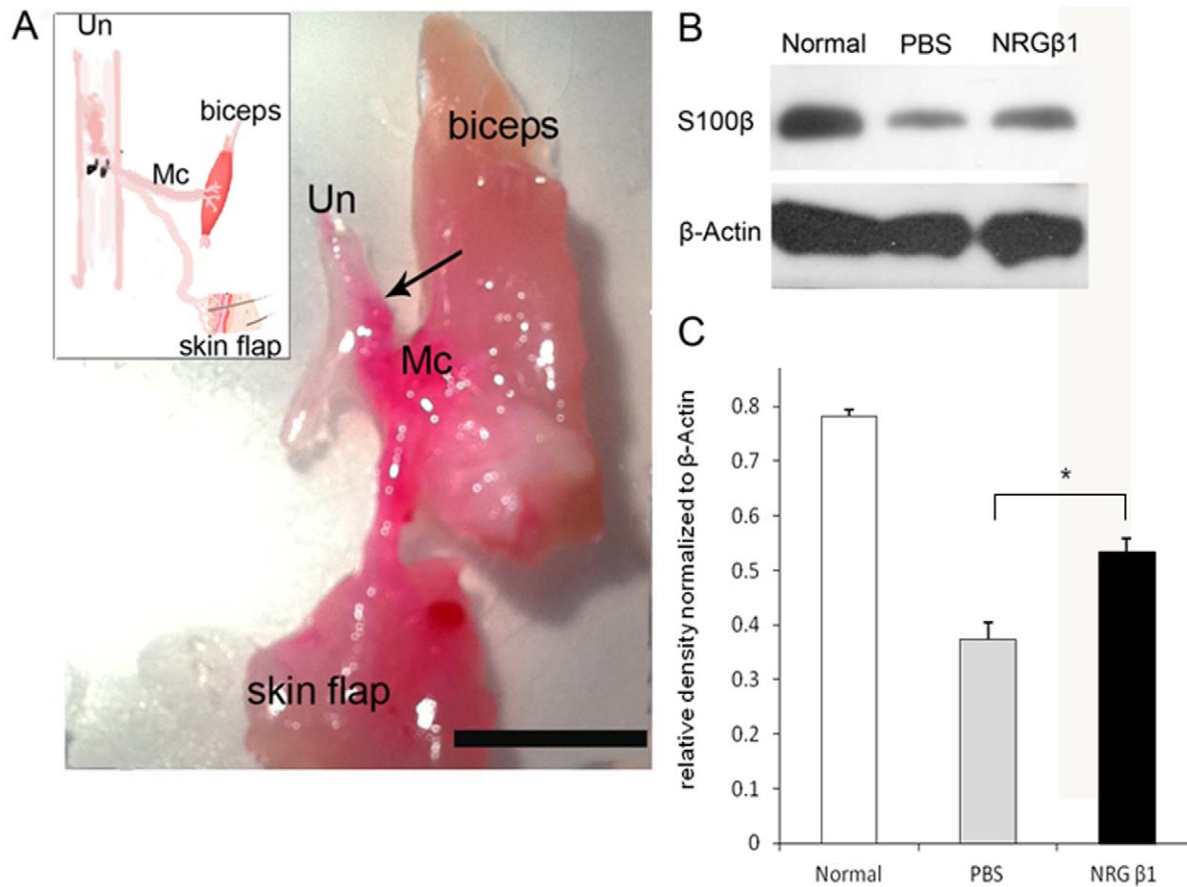 A
Un
biceps
Mc
skin flap
biceps
Un
Mc
skin flap
B
Normal PBS NRGβ1
S100β
β-Actin
C
relative density normalized to β-Actin
0.8
0.7
0.6
0.5
0.4
0.3
0.2
0.1
0
*
Normal PBS NRG β1